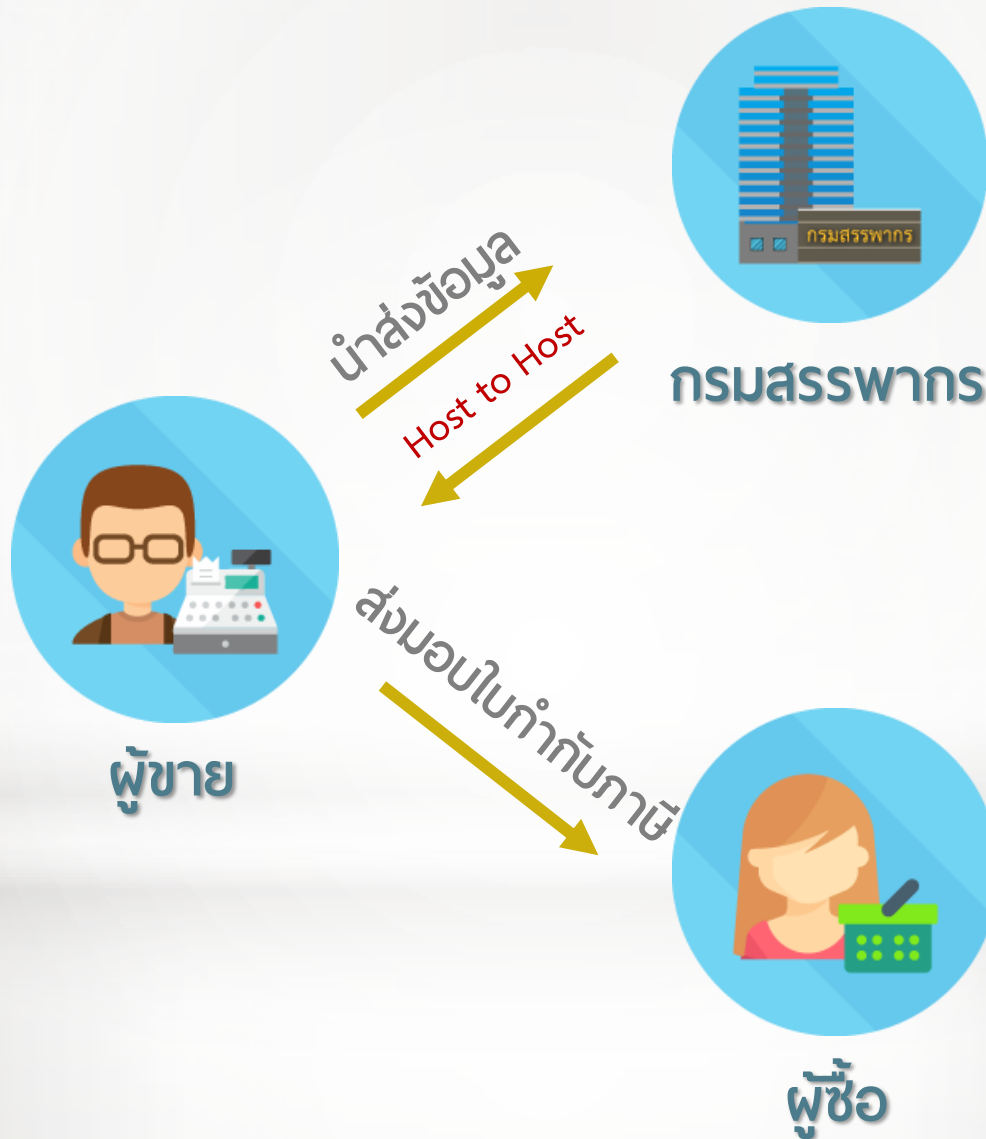 กรมสรรพากร
กรมสรรพากร
นำส่งข้อมูล
Host to Host
ผู้ขาย
ส่งมอบใบกำกับภาษี
ผู้ซื้อ